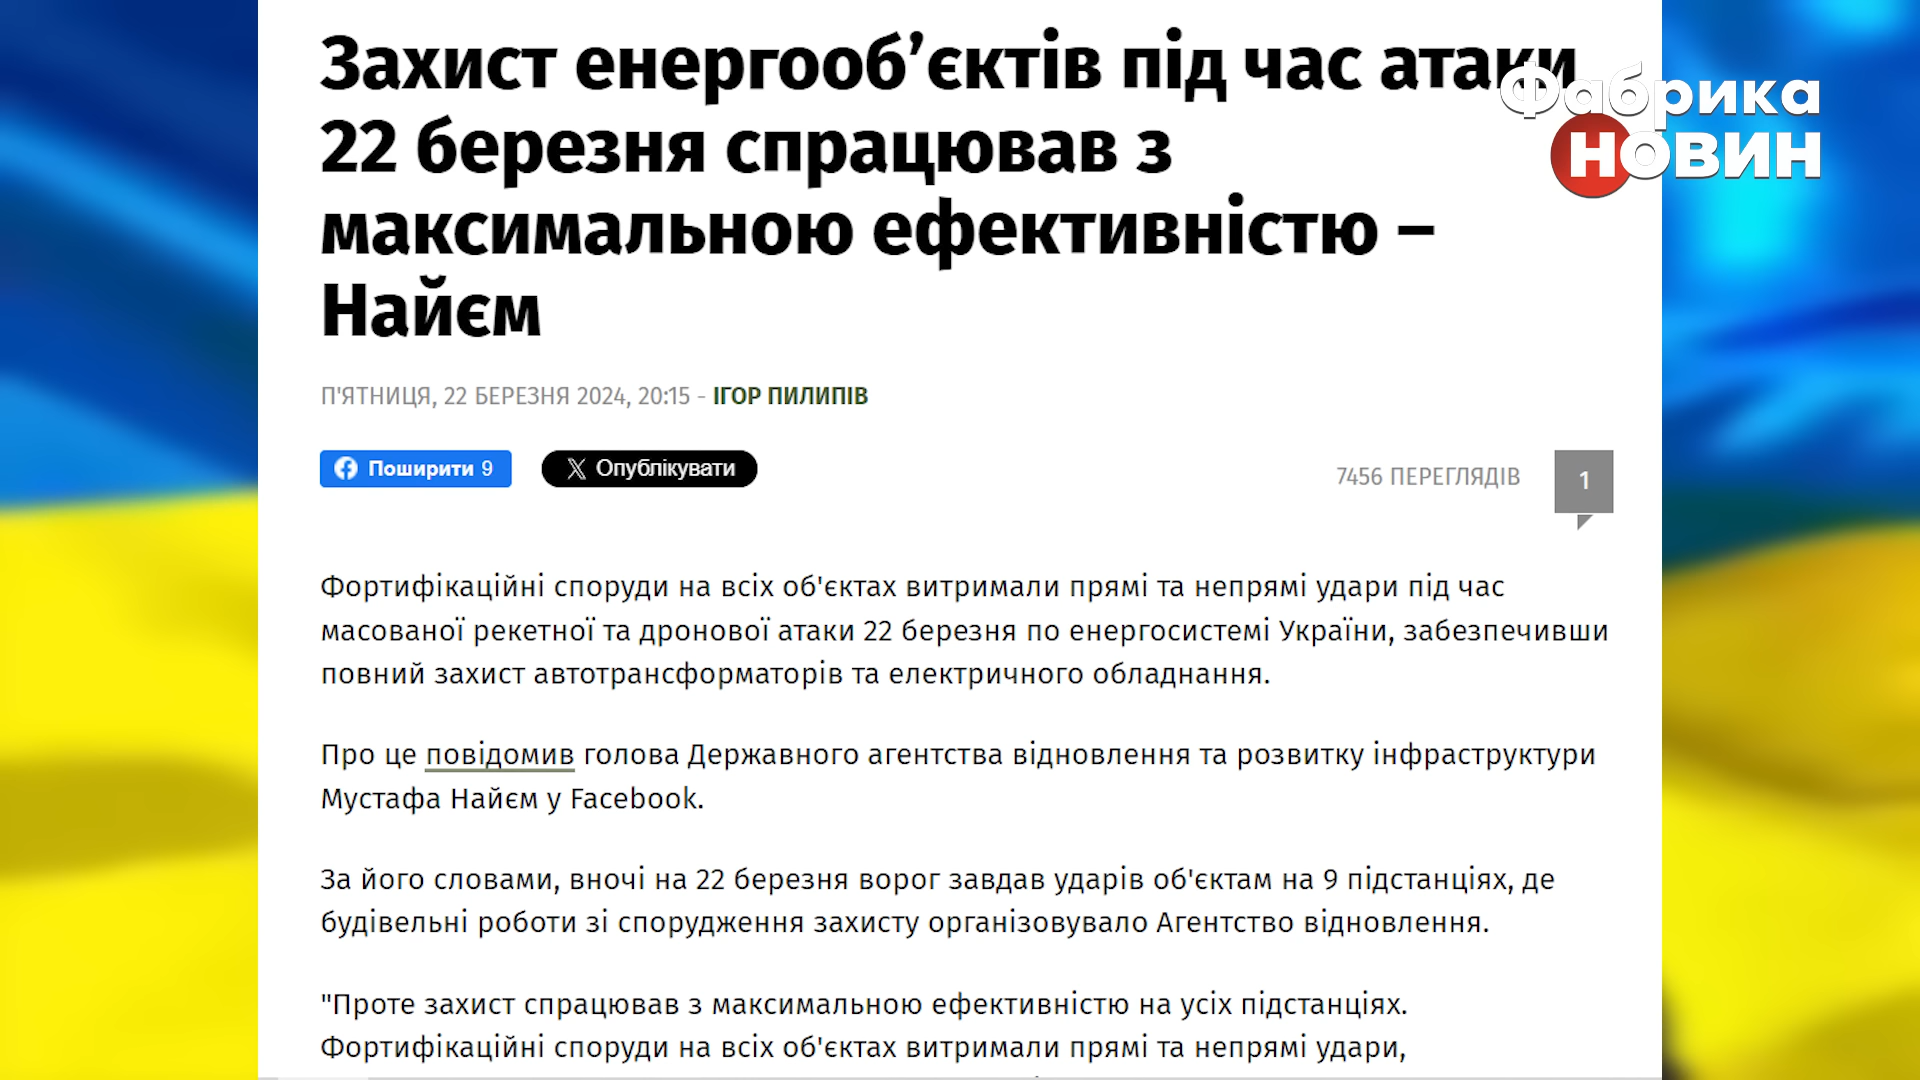 Захист енергооб’єктів під час атаки
22 березня спрацював з
максимальною ефективністю –
Найєм
Фабрика
НОВИН
П'ЯТНИЦЯ, 22 БЕРЕЗНЯ 2024, 20:15 - ІГОР ПИЛИПІВ
Поширити 9
Опублікувати
7456 ПЕРЕГЛЯДІВ
1
Фортифікаційні споруди на всіх об'єктах витримали прямі та непрямі удари під час
масованої рекетної та дронової атаки 22 березня по енергосистемі України, забезпечивши
повний захист автотрансформаторів та електричного обладнання.
Про це повідомив голова Державного агентства відновлення та розвитку інфраструктури
Мустафа Найєм у Facebook.
За його словами, вночі на 22 березня ворог завдав ударів об'єктам на 9 підстанціях, де
будівельні роботи зі спорудження захисту організовувало Агентство відновлення.
"Проте захист спрацював з максимальною ефективністю на усіх підстанціях.
Фортифікаційні споруди на всіх об'єктах витримали прямі та непрямі удари,